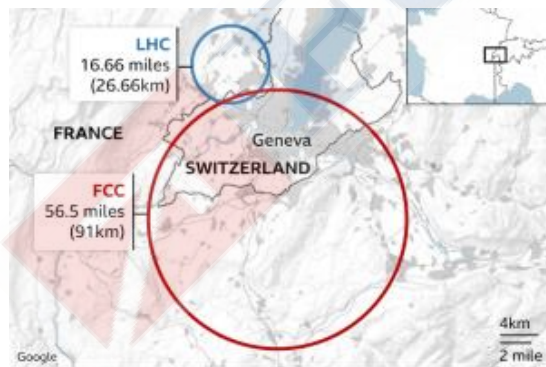 LHC
16.66 miles
(26.66km)
FRANCE
Geneva
SWITZERLAND
FCC
56.5 miles
(91km)
4km
2 mile
Google